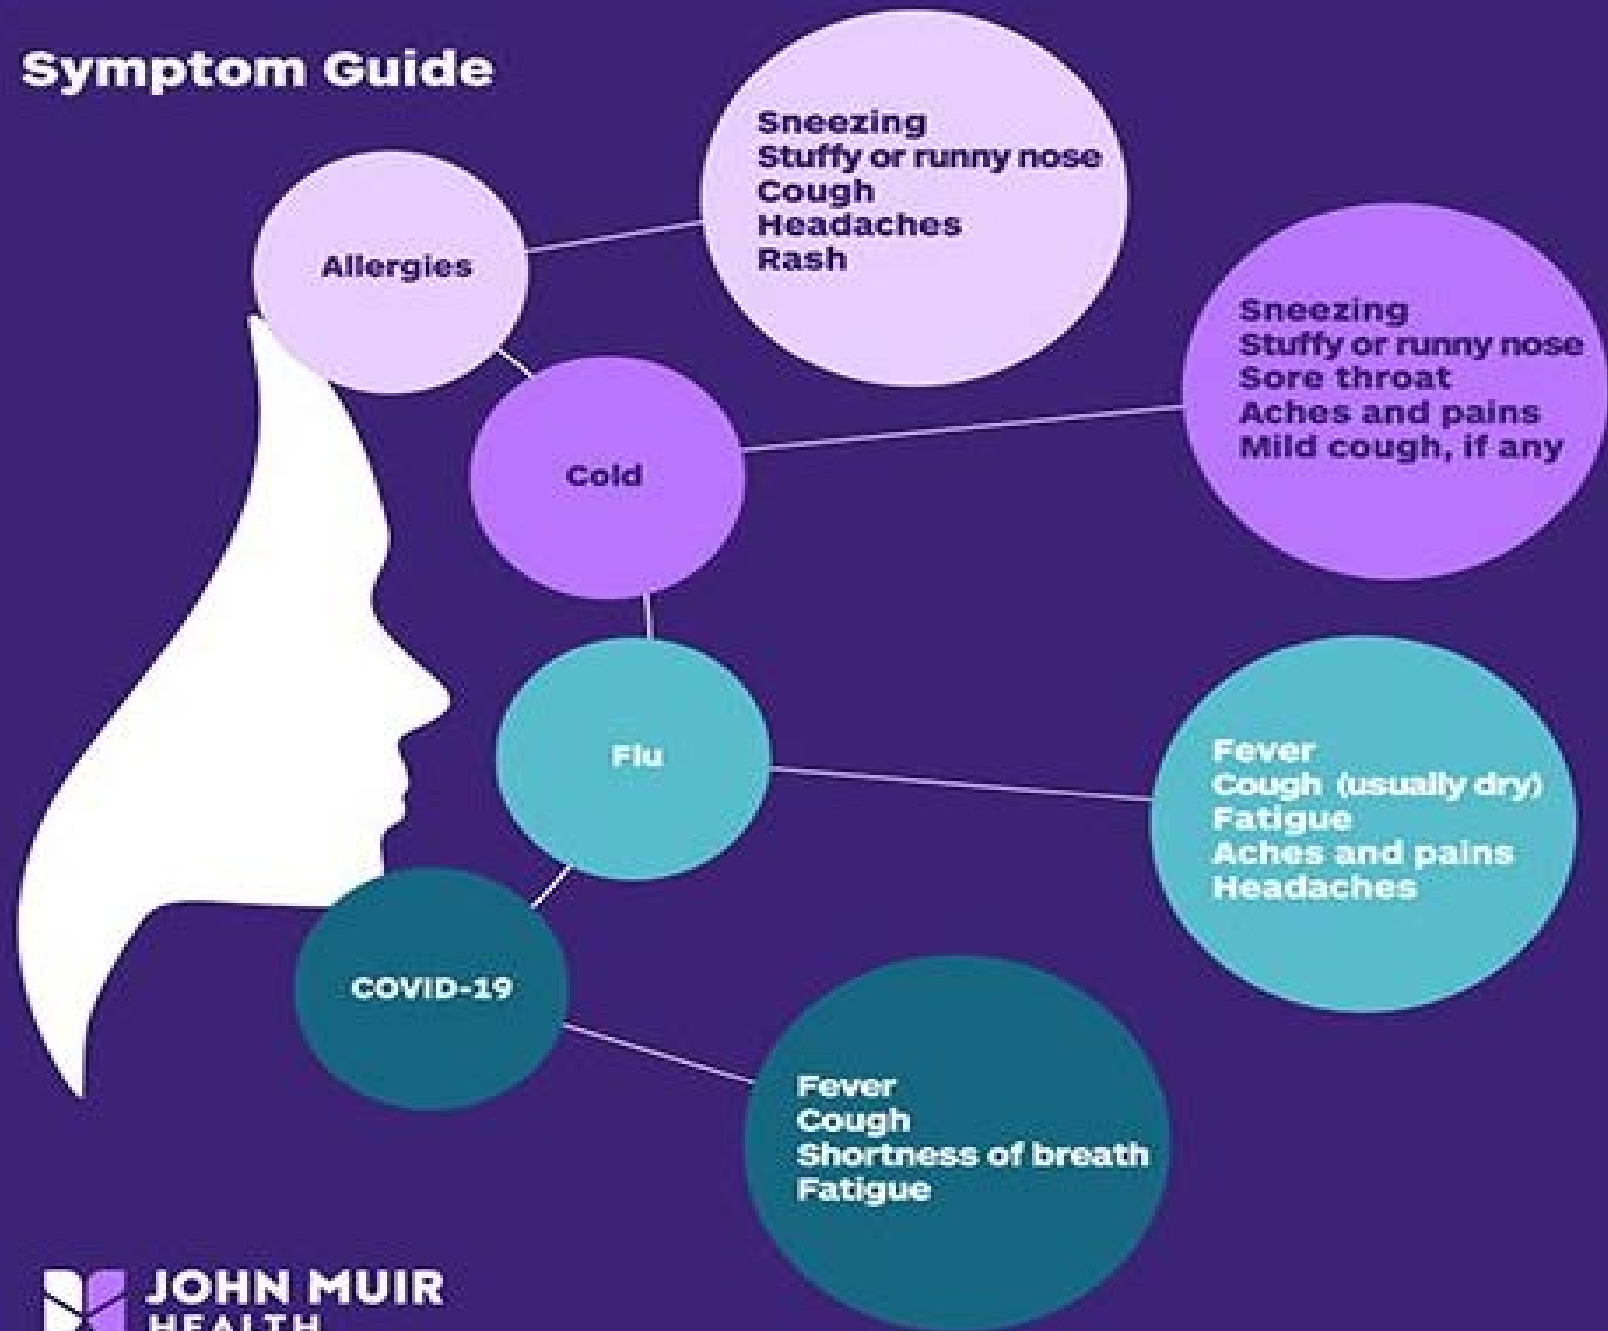 Symptom Guide
Allergies
Sneezing
Stuffy or runny nose
Cough
Headaches
Rash
Cold
Sneezing
Stuffy or runny nose
Sore throat
Aches and pains
Mild cough, if any
Flu
Fever
Cough (usually dry)
Fatigue
Aches and pains
Headaches
COVID-19
Fever
Cough
Shortness of breath
Fatigue
JOHN MUIR
HEALTH